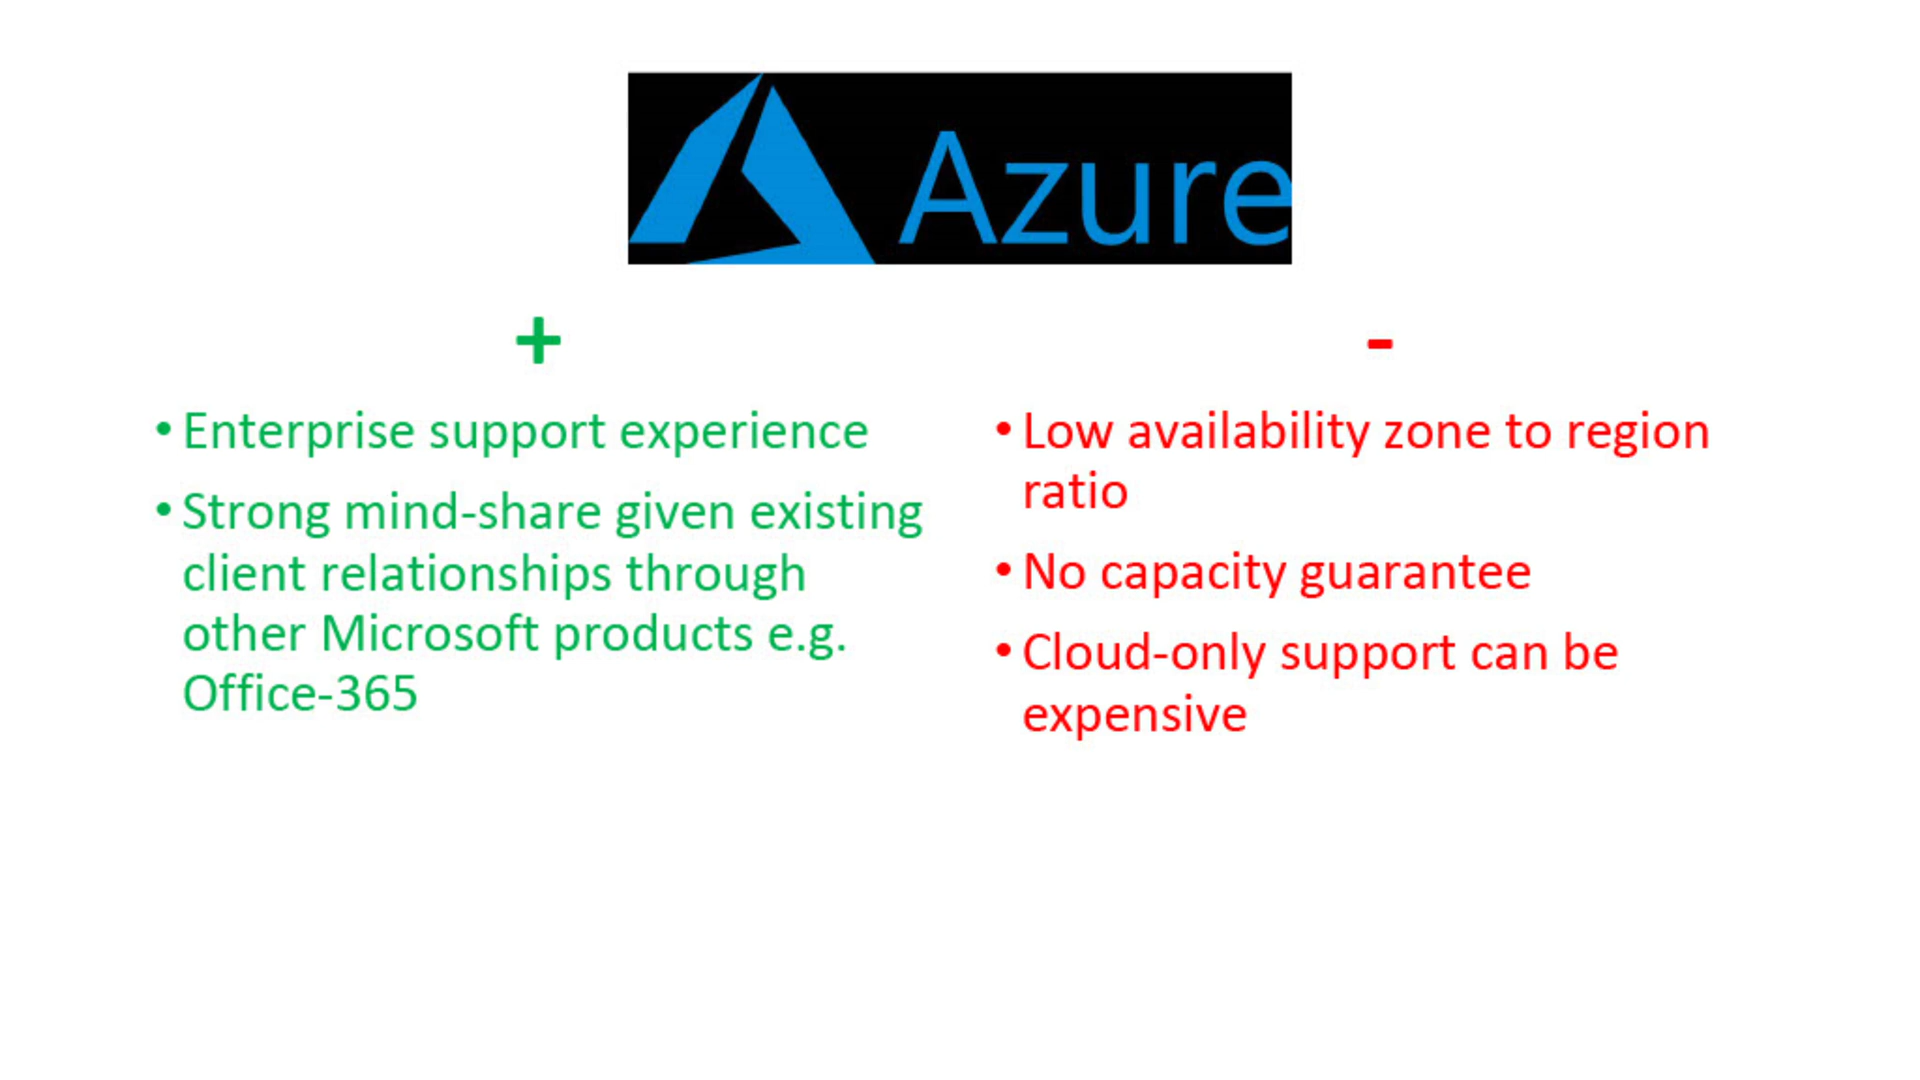 Azure
+
• Enterprise support experience
• Strong mind-share given existing
client relationships through
other Microsoft products e.g.
Office-365
-
• Low availability zone to region
ratio
• No capacity guarantee
• Cloud-only support can be
expensive